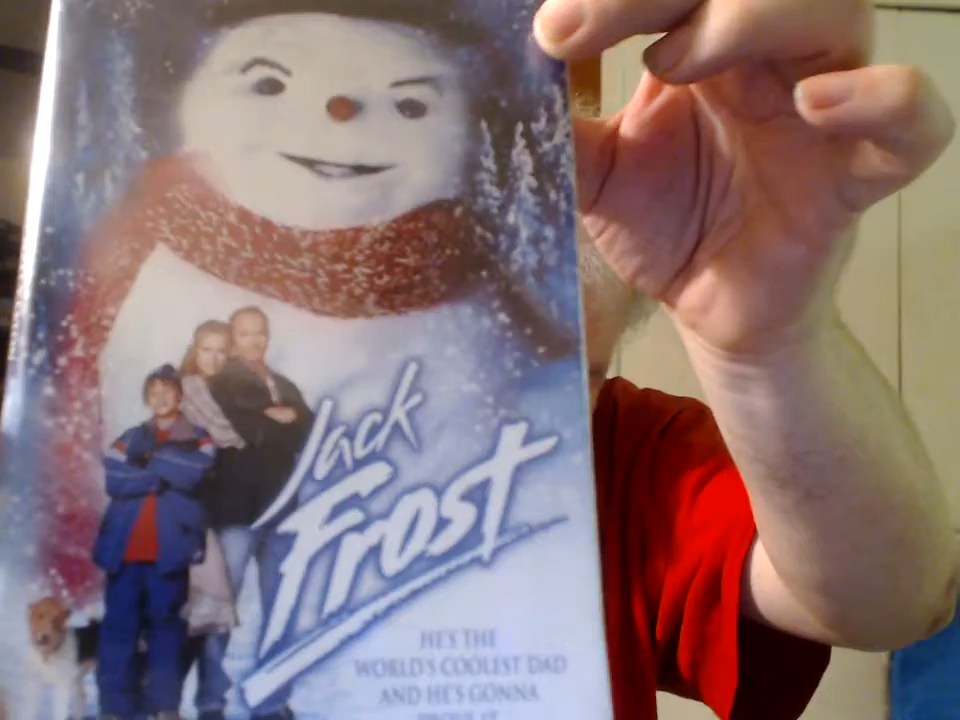 Jack
Frost
HE'S THE
WORLD'S COOLEST DAD
AND HE'S GONNA